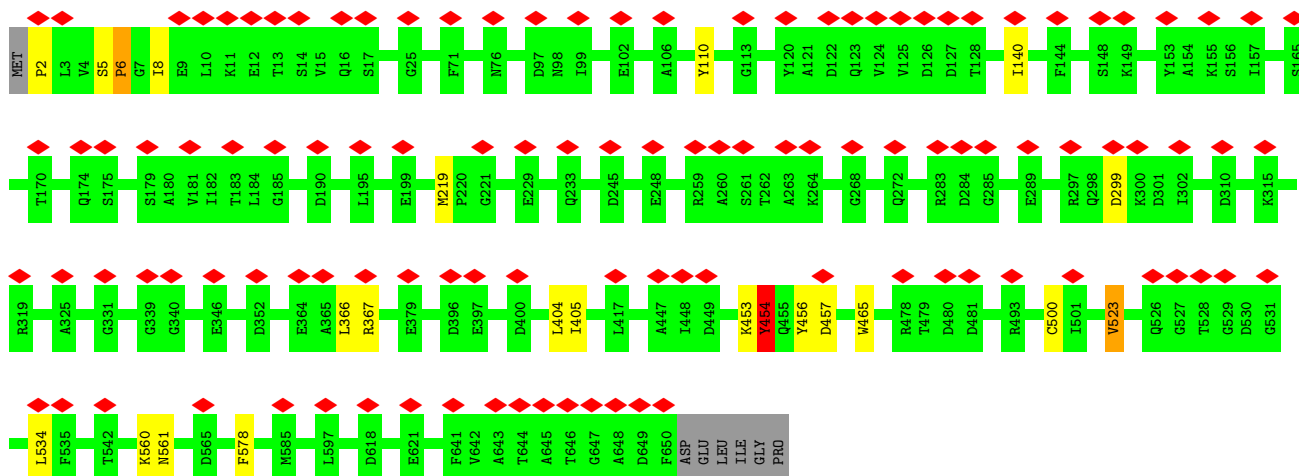 MET P2 L3 V4 S5 P6 G7 I8 E9 L10 K11 E12 T13 S14 V15 Q16 S17 G25 F71 N76 D97 N98 I99 E102 A106 Y110 G113 Y120 A121 D122 Q123 V124 V125 D126 D127 T128 I140 F144 S148 K149 Y153 A154 K155 S156 I157 S165
T170 Q174 S175 S179 A180 V181 I182 T183 L184 G185 D190 L195 E199 M219 P220 G221 E229 Q233 D245 E248 R259 A260 S261 T262 A263 K264 G268 Q272 R283 D284 G285 E289 R297 Q298 D299 K300 D301 I302 D310 K315
R319 A325 G331 G339 G340 E346 D352 E364 A365 L366 R367 E379 D396 E397 D400 L404 I405 L417 A447 T448 D449 K453 Y454 Q455 Y456 D457 W465 R478 T479 D480 D481 R493 C500 I501 V523 Q526 G527 T528 G529 D530 G531
L534 F535 T542 K560 N561 D565 F578 M585 L597 D618 E621 F641 V642 A643 T644 A645 T646 G647 A648 D649 F650 ASP GLU LEU ILE GLY PRO